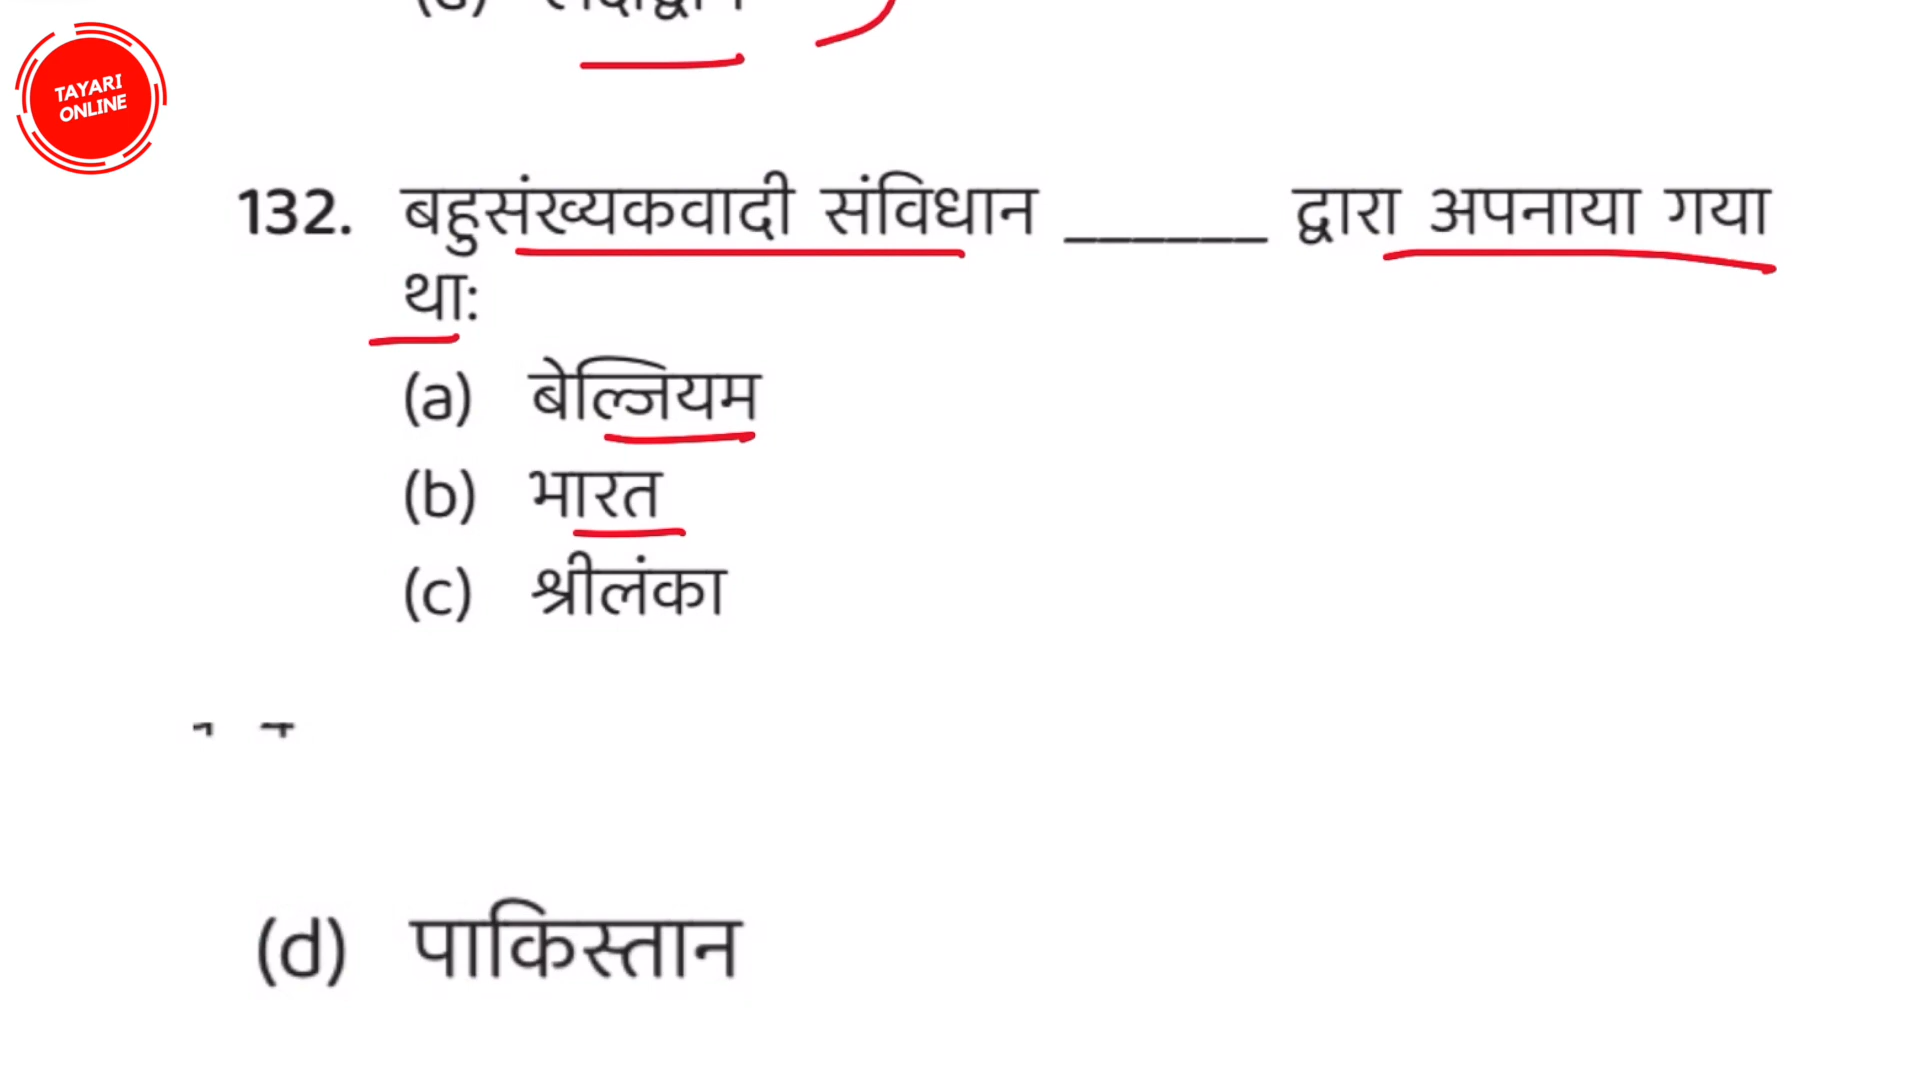 TAYARI
ONLINE
132. बहुसंख्यकवादी संविधान ______ द्वारा अपनाया गया
था:
(a) बेल्जियम
(b) भारत
(c) श्रीलंका
(d) पाकिस्तान